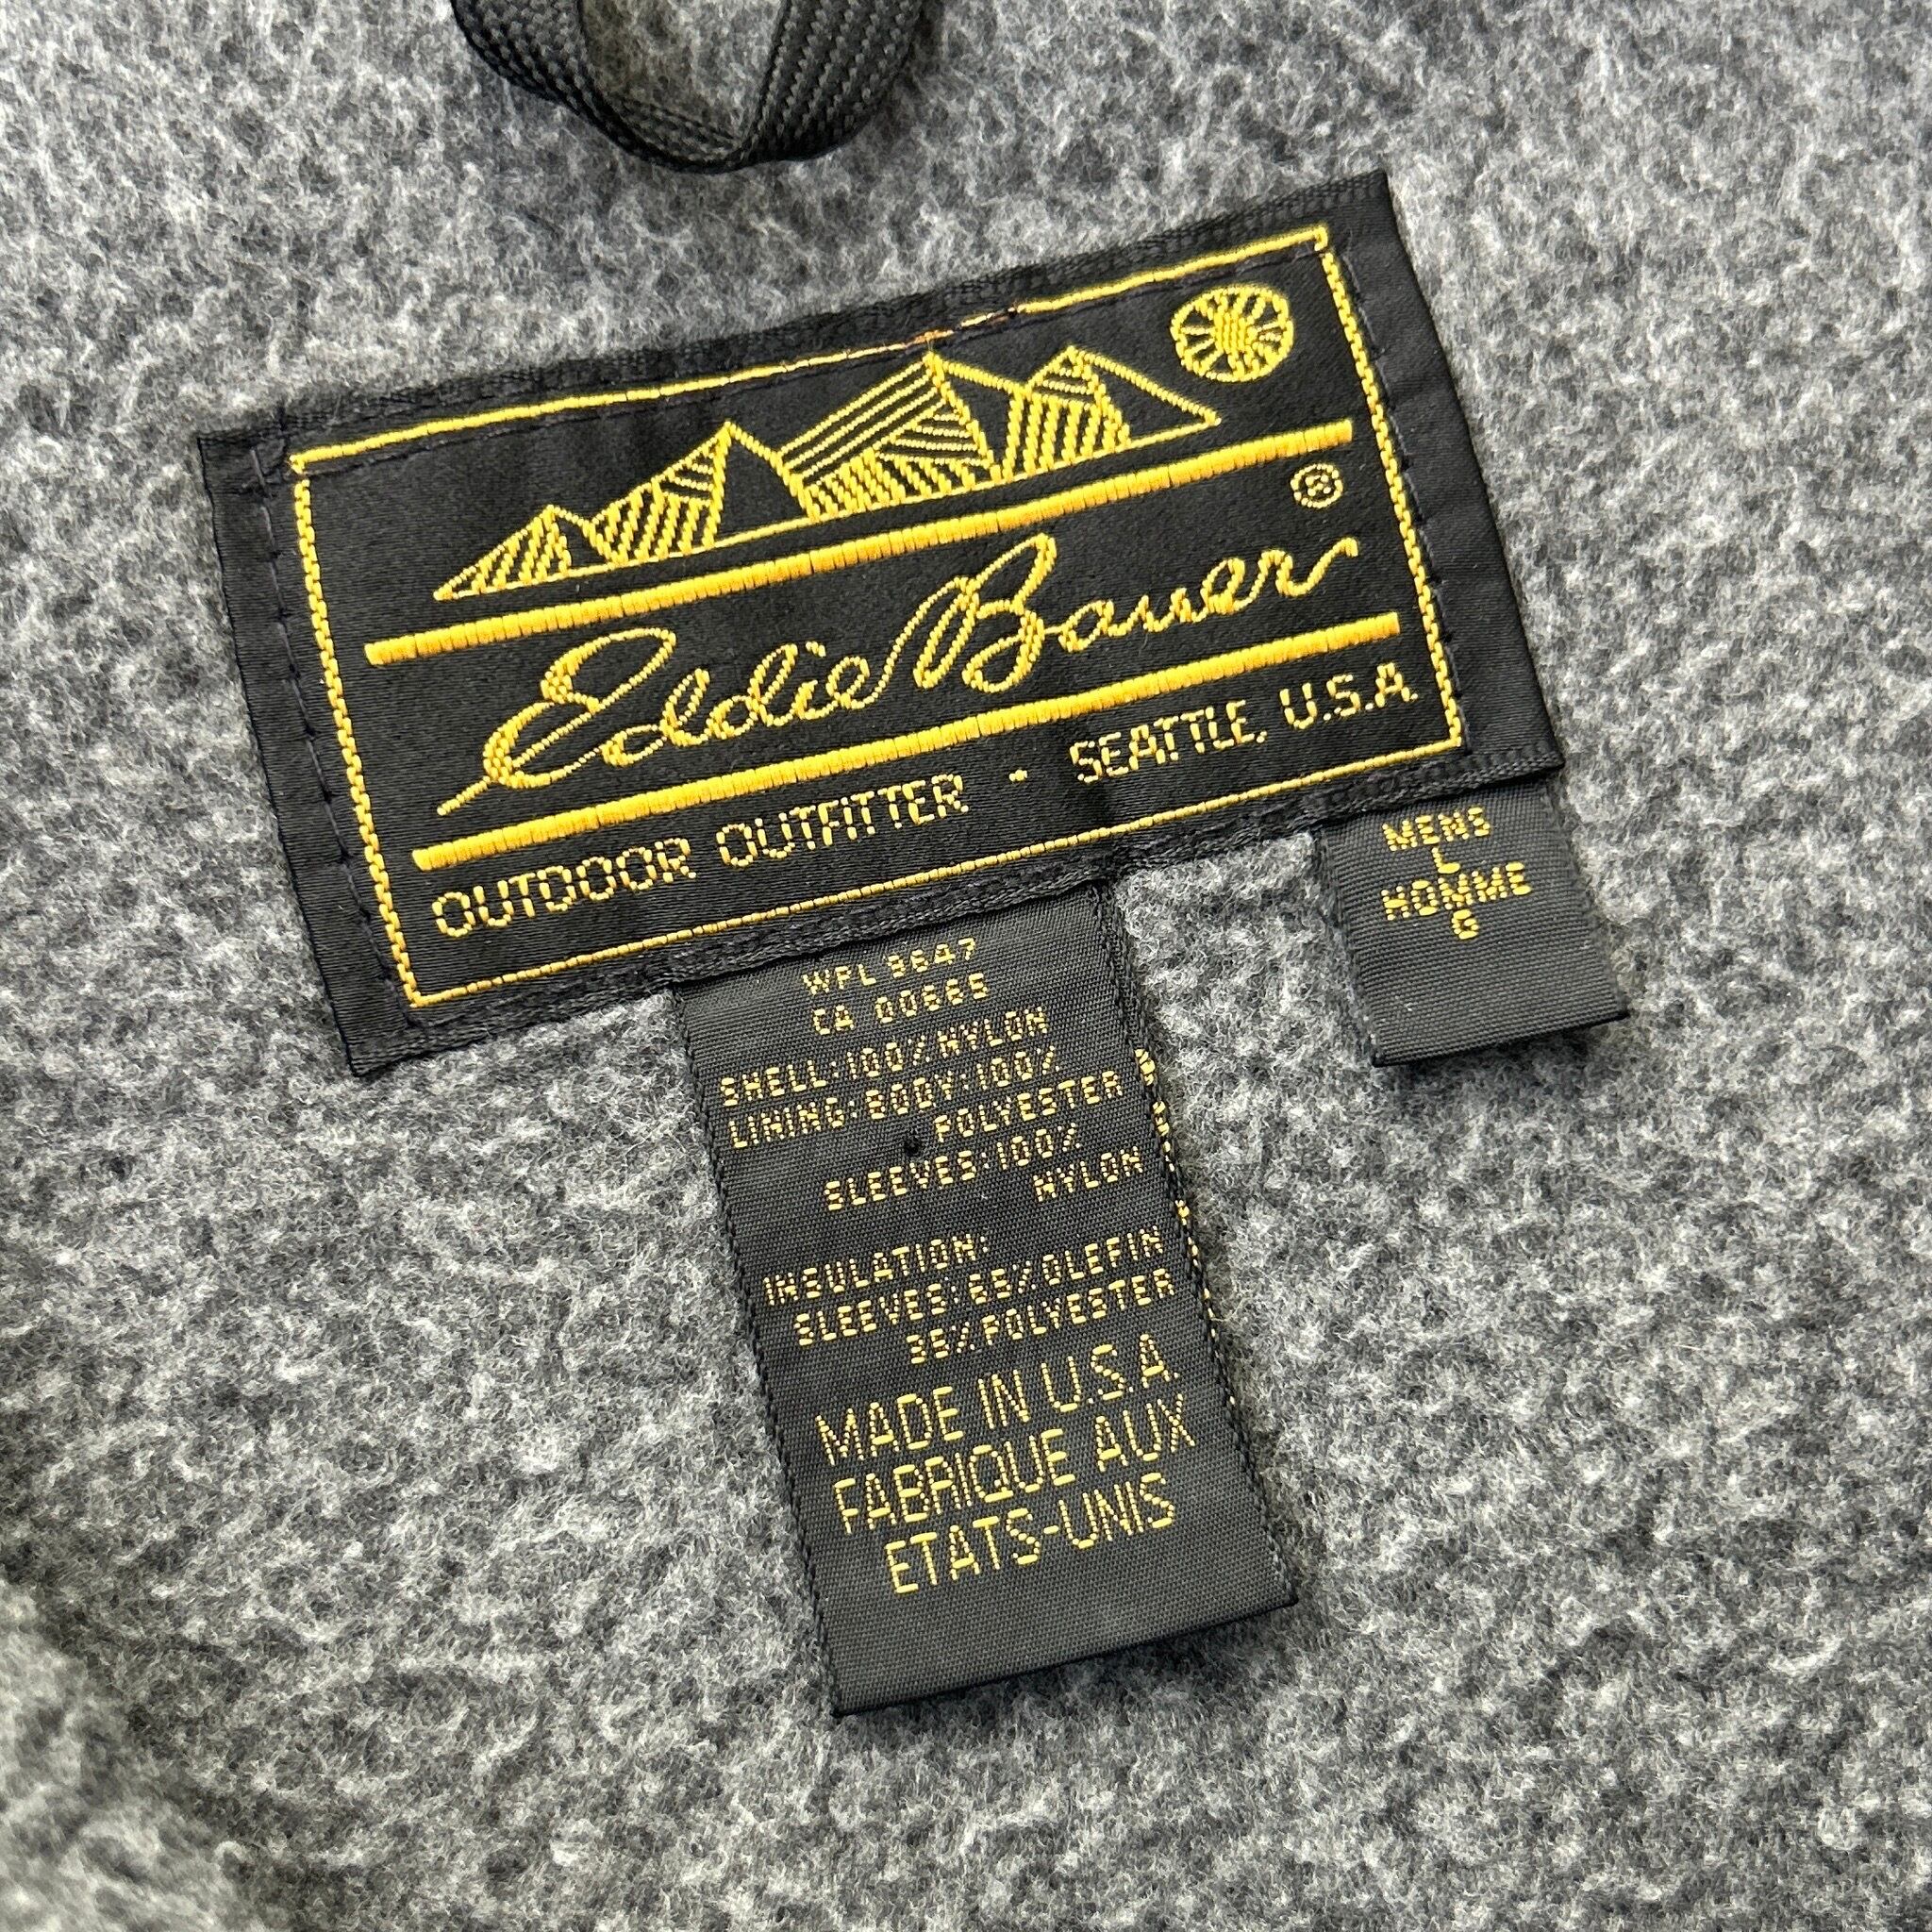 ®
Eddie Bauer
OUTDOOR OUTFITTER • SEATTLE, U.S.A.
MENS
L
HOMME
G
WPL 9647
CA 00665
SHELL:100% NYLON
LINING:BODY:100%
POLYESTER
SLEEVES:100%
NYLON
INSULATION:
SLEEVES:65%OLEFIN
35%POLYESTER
MADE IN U.S.A.
FABRIQUE AUX
ETATS-UNIS